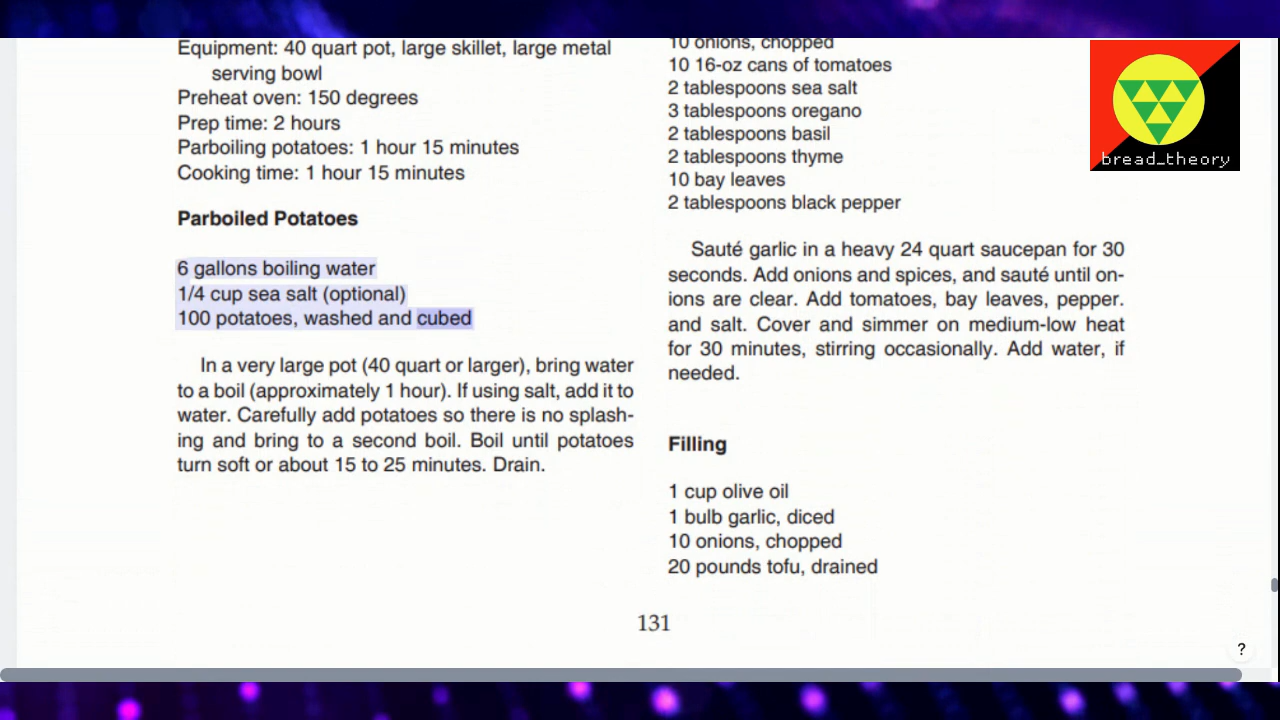 Equipment: 40 quart pot, large skillet, large metal
serving bowl
Preheat oven: 150 degrees
Prep time: 2 hours
Parboiling potatoes: 1 hour 15 minutes
Cooking time: 1 hour 15 minutes
Parboiled Potatoes
6 gallons boiling water
1/4 cup sea salt (optional)
100 potatoes, washed and cubed
In a very large pot (40 quart or larger), bring water
to a boil (approximately 1 hour). If using salt, add it to
water. Carefully add potatoes so there is no splash-
ing and bring to a second boil. Boil until potatoes
turn soft or about 15 to 25 minutes. Drain.
10 onions, chopped
10 16-oz cans of tomatoes
2 tablespoons sea salt
3 tablespoons oregano
2 tablespoons basil
2 tablespoons thyme
10 bay leaves
2 tablespoons black pepper
Sauté garlic in a heavy 24 quart saucepan for 30
seconds. Add onions and spices, and sauté until on-
ions are clear. Add tomatoes, bay leaves, pepper.
and salt. Cover and simmer on medium-low heat
for 30 minutes, stirring occasionally. Add water, if
needed.
Filling
1 cup olive oil
1 bulb garlic, diced
10 onions, chopped
20 pounds tofu, drained
131
bread_theory
?